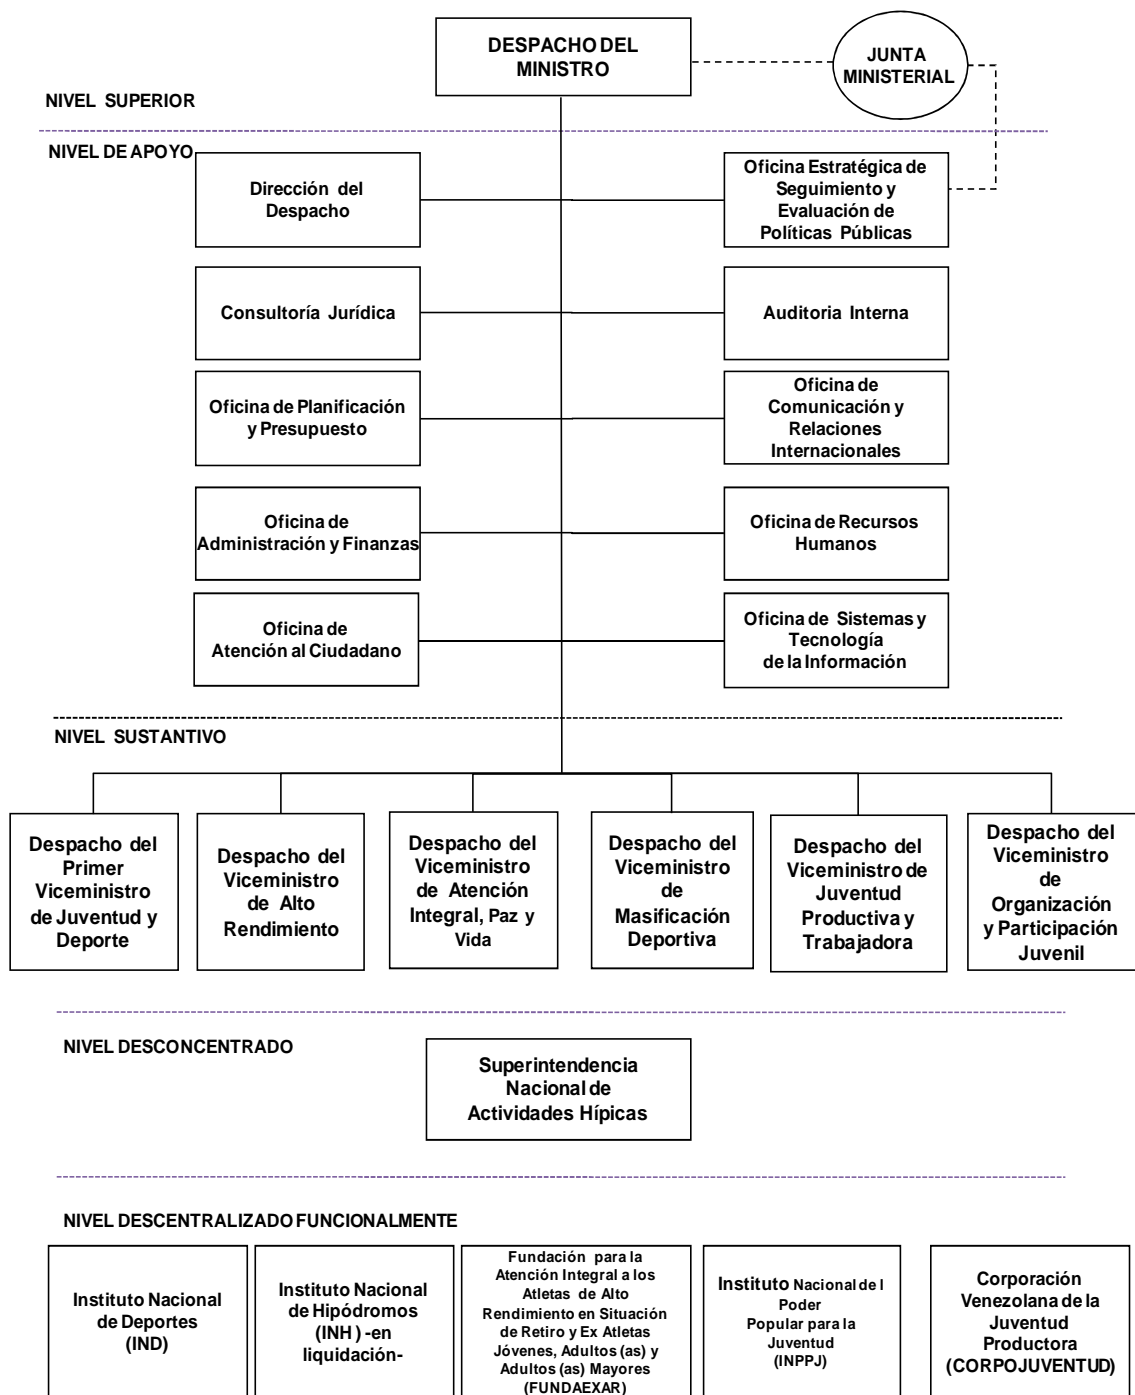 DESPACHO DEL
MINISTRO
JUNTA
MINISTERIAL
NIVEL SUPERIOR
NIVEL DE APOYO
Dirección del
Despacho
Oficina Estratégica de
Seguimiento y
Evaluación de
Políticas Públicas
Consultoría Jurídica
Auditoria Interna
Oficina de Planificación
y Presupuesto
Oficina de
Comunicación y
Relaciones
Internacionales
Oficina de
Administración y Finanzas
Oficina de Recursos
Humanos
Oficina de
Atención al Ciudadano
Oficina de Sistemas y
Tecnología
de la Información
NIVEL SUSTANTIVO
Despacho del
Primer
Viceministro
de Juventud y
Deporte
Despacho del
Viceministro
de Alto
Rendimiento
Despacho del
Viceministro
de Atención
Integral, Paz y
Vida
Despacho del
Viceministro
de
Masificación
Deportiva
Despacho del
Viceministro de
Juventud
Productiva y
Trabajadora
Despacho del
Viceministro
de
Organización
y Participación
Juvenil
NIVEL DESCONCENTRADO
Superintendencia
Nacional de
Actividades Hípicas
NIVEL DESCENTRALIZADO FUNCIONALMENTE
Instituto Nacional
de Deportes
(IND)
Instituto Nacional
de Hipódromos
(INH ) -en
liquidación-
Fundación para la
Atención Integral a los
Atletas de Alto
Rendimiento en Situación
de Retiro y Ex Atletas
Jóvenes, Adultos (as) y
Adultos (as) Mayores
(FUNDAEXAR)
Instituto Nacional de l
Poder
Popular para la
Juventud
(INPPJ)
Corporación
Venezolana de la
Juventud
Productora
(CORPOJUVENTUD)